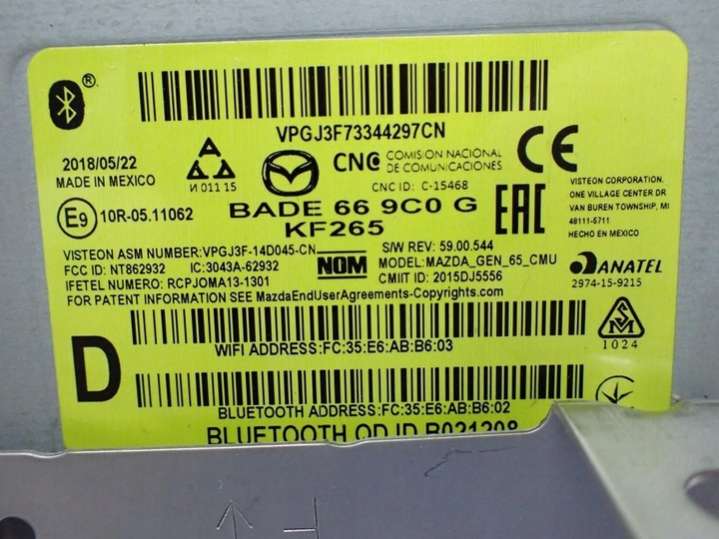 VPGJ3F73344297CN
2018/05/22
MADE IN MEXICO
И 011 15
CNC COMISION NACIONAL
DE COMUNICACIONES
CNC ID: C-15468
CE
EAC
VISTEON CORPORATION.
ONE VILLAGE CENTER DR
VAN BUREN TOWNSHIP, MI
48111-5711
HECHO EN MEXICO
E9 10R-05.11062
BADE 66 9C0 G
KF265
VISTEON ASM NUMBER:VPGJ3F-14D045-CN
FCC ID: NT862932 IC:3043A-62932
IFETEL NUMERO: RCPJOMA13-1301
FOR PATENT INFORMATION SEE MazdaEndUserAgreements-Copyrights.com
NOM
S/W REV: 59.00.544
MODEL:MAZDA_GEN_65_CMU
CMIIT ID: 2015DJ5556
ANATEL
2974-15-9215
D
WIFI ADDRESS:FC:35:E6:AB:B6:03
1024
BLUETOOTH ADDRESS:FC:35:E6:AB:B6:02
BLUETOOTH QD ID B021208